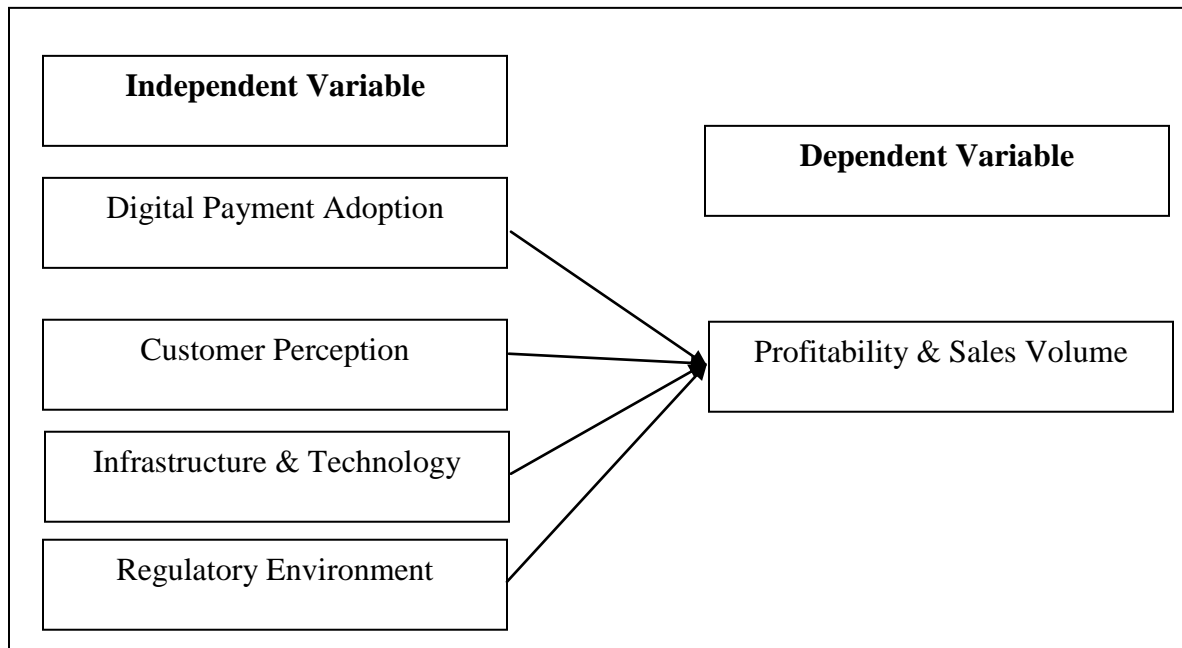 Independent Variable
Dependent Variable
Digital Payment Adoption
Customer Perception
Profitability & Sales Volume
Infrastructure & Technology
Regulatory Environment